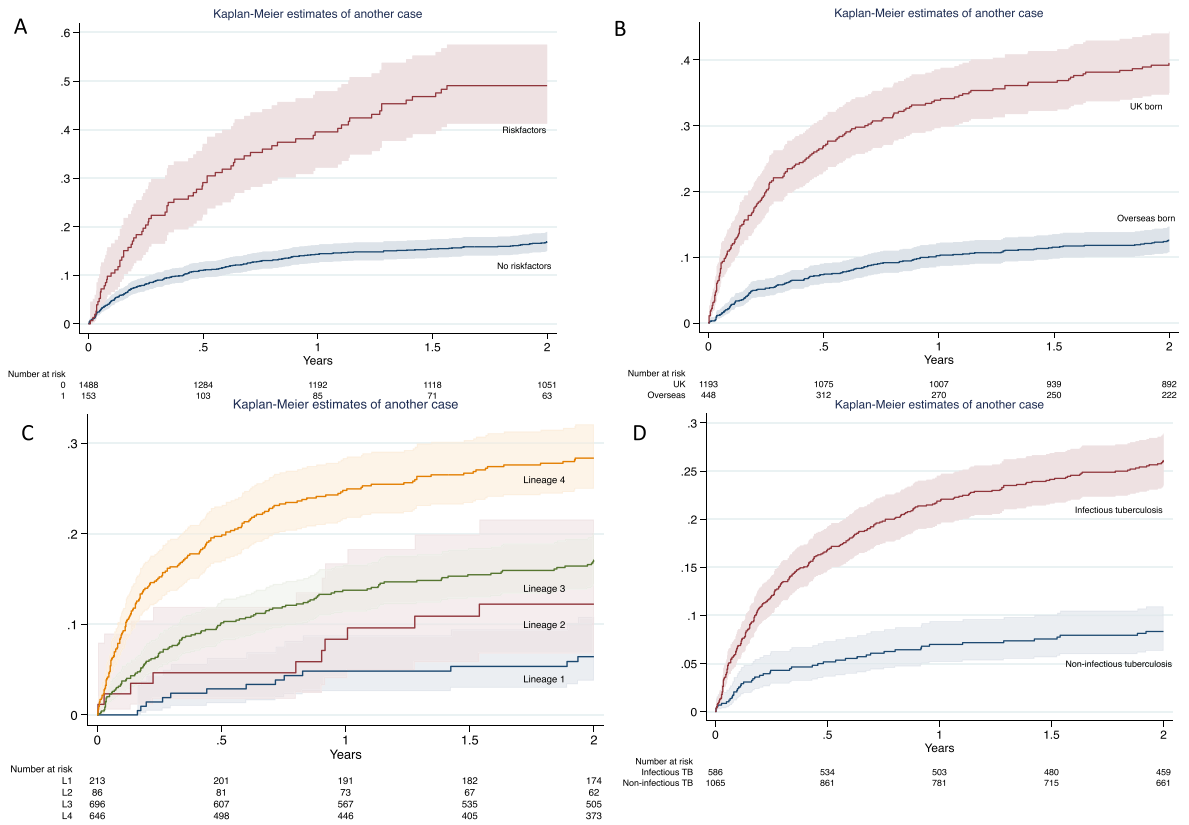 A
Kaplan-Meier estimates of another case
.6
.5
.4
.3
.2
.1
0
Riskfactors
No riskfactors
0 .5 1 1.5 2
Years
Number at risk
0 1488 1284 1192 1118 1051
1 153 103 85 71 63
B
Kaplan-Meier estimates of another case
.4
.3
.2
.1
0
UK born
Overseas born
0 .5 1 1.5 2
Years
Number at risk
UK 1193 1075 1007 939 892
Overseas 448 312 270 250 222
C
Kaplan-Meier estimates of another case
.3
.2
.1
0
Lineage 4
Lineage 3
Lineage 2
Lineage 1
0 .5 1 1.5 2
Years
Number at risk
L1 213 201 191 182 174
L2 86 81 73 67 62
L3 696 607 567 535 505
L4 646 498 446 405 373
D
Kaplan-Meier estimates of another case
.3
.25
.2
.15
.1
.05
0
Infectious tuberculosis
Non-infectious tuberculosis
0 .5 1 1.5 2
Years
Number at risk
Infectious TB 586 534 503 480 459
Non-infectious TB 1065 861 781 715 661